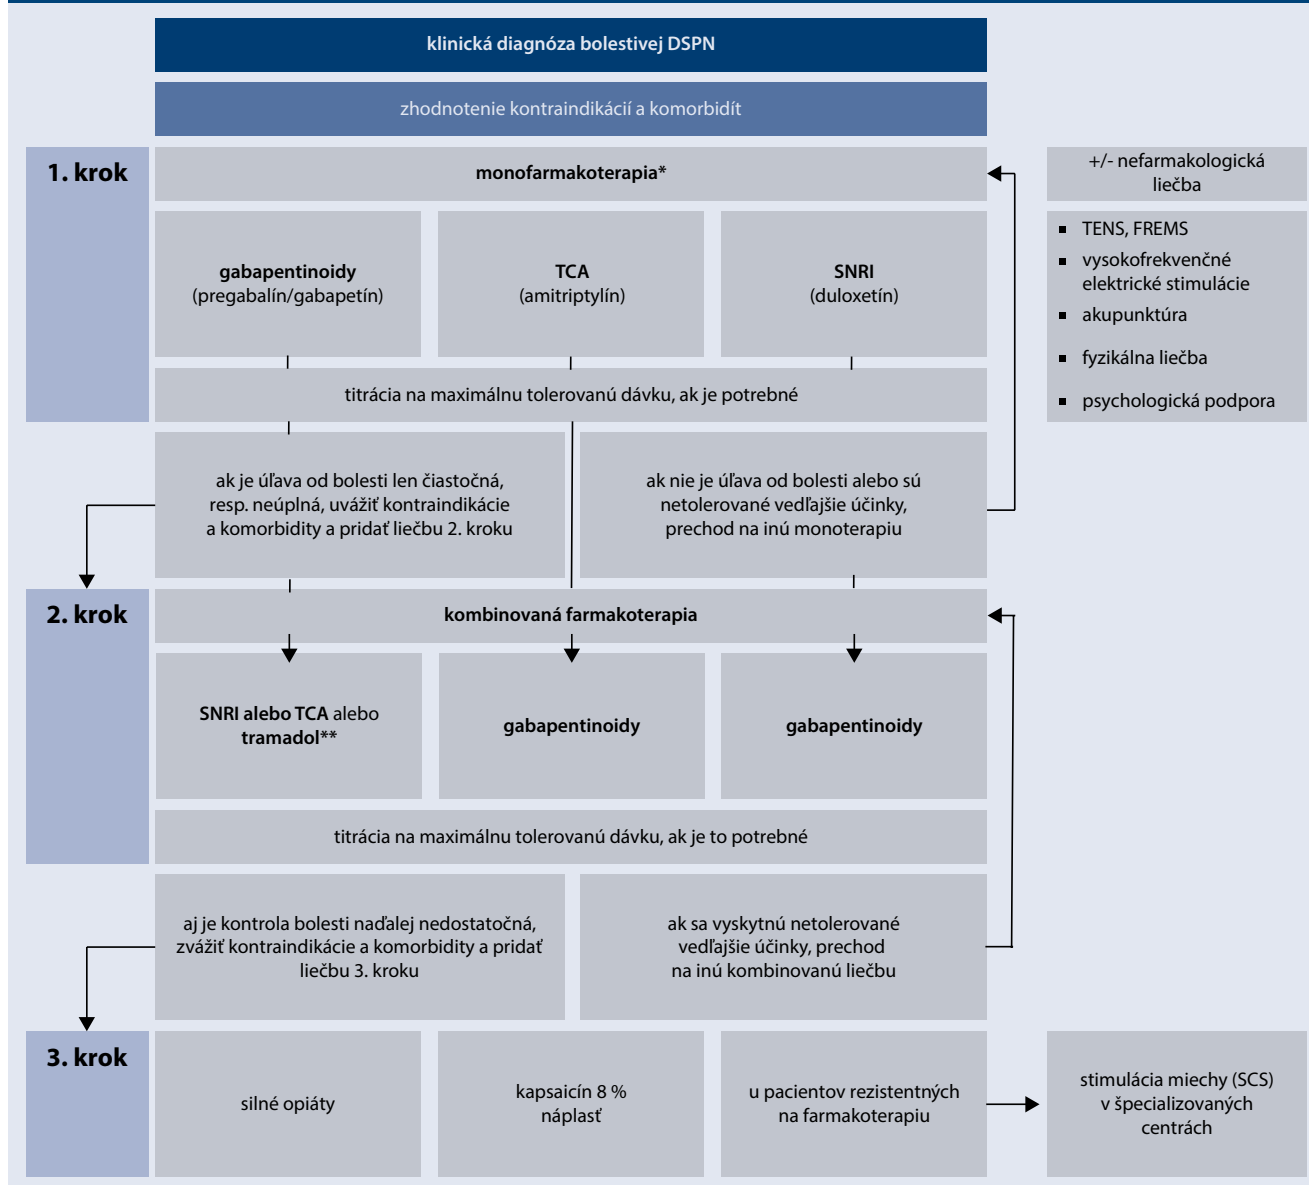 klinická diagnóza bolestivej DSPN
zhodnotenie kontraindikácií a komorbidít
1. krok
monofarmakoterapia*
+/- nefarmakologická
liečba
gabapentinoidy
(pregabalín/gabapetín)
TCA
(amitriptylín)
SNRI
(duloxetín)
▪ TENS, FREMS
▪ vysokofrekvenčné
elektrické stimulácie
▪ akupunktúra
▪ fyzikálna liečba
▪ psychologická podpora
titrácia na maximálnu tolerovanú dávku, ak je potrebné
ak je úľava od bolesti len čiastočná,
resp. neúplná, uvážiť kontraindikácie
a komorbidity a pridať liečbu 2. kroku
ak nie je úľava od bolesti alebo sú
netolerované vedľajšie účinky,
prechod na inú monoterapiu
2. krok
kombinovaná farmakoterapia
SNRI alebo TCA alebo
tramadol**
gabapentinoidy
gabapentinoidy
titrácia na maximálnu tolerovanú dávku, ak je to potrebné
aj je kontrola bolesti naďalej nedostatočná,
zvážiť kontraindikácie a komorbidity a pridať
liečbu 3. kroku
ak sa vyskytnú netolerované
vedľajšie účinky, prechod
na inú kombinovanú liečbu
3. krok
silné opiáty
kapsaicín 8 %
náplasť
u pacientov rezistentných
na farmakoterapiu
stimulácia miechy (SCS)
v špecializovaných
centrách